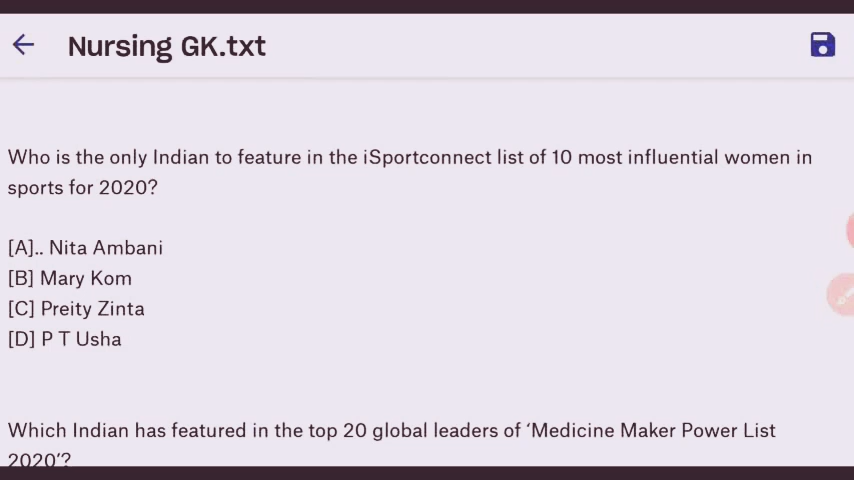 Nursing GK.txt
Who is the only Indian to feature in the iSportconnect list of 10 most influential women in
sports for 2020?
[A].. Nita Ambani
[B] Mary Kom
[C] Preity Zinta
[D] P T Usha
Which Indian has featured in the top 20 global leaders of ‘Medicine Maker Power List
2020’?